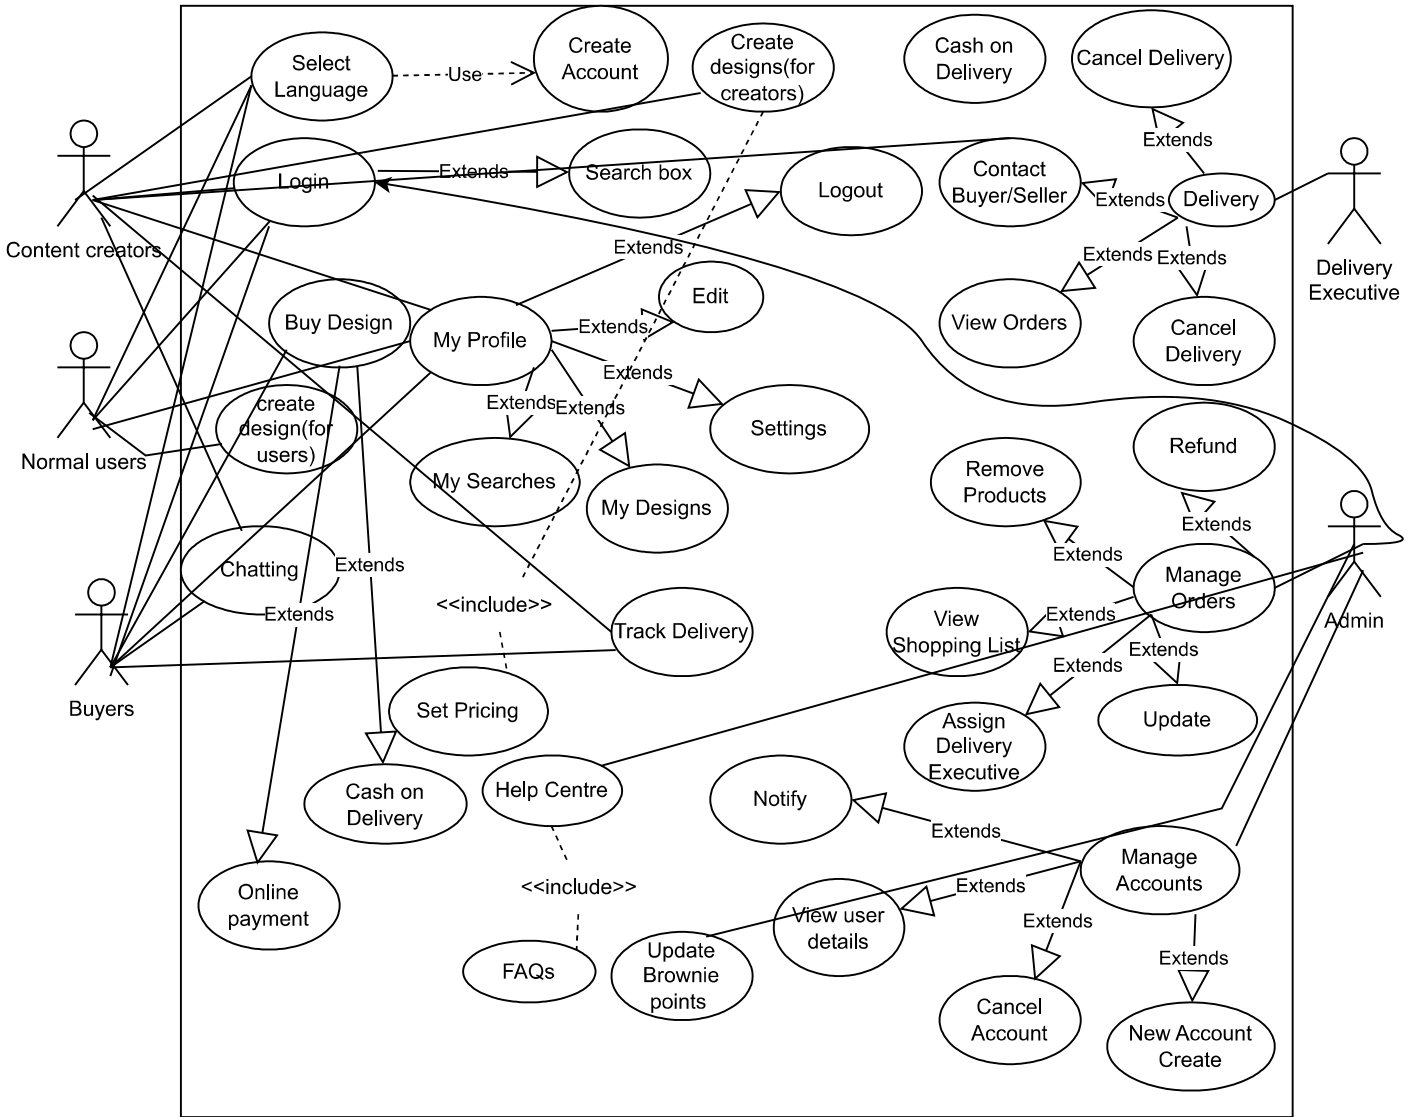 Select
Language
Use
Create
Account
Create
designs(for
creators)
Cash on
Delivery
Cancel Delivery
Extends
Login
Extends
Search box
Logout
Contact
Buyer/Seller
Extends
Delivery
Content creators
Extends
Extends
Extends
Delivery
Executive
Buy Design
My Profile
Extends
Edit
View Orders
Cancel
Delivery
Extends
create
design(for
users)
Extends
Extends
Settings
Normal users
My Searches
My Designs
Remove
Products
Refund
Extends
Extends
Chatting
Extends
Manage
Orders
Extends
<<include>>
Track Delivery
View
Shopping List
Extends
Admin
Extends
Extends
Buyers
Set Pricing
Assign
Delivery
Executive
Update
Cash on
Delivery
Help Centre
Notify
Extends
Manage
Accounts
Online
payment
<<include>>
View user
details
Extends
Extends
FAQs
Update
Brownie
points
Extends
Cancel
Account
New Account
Create